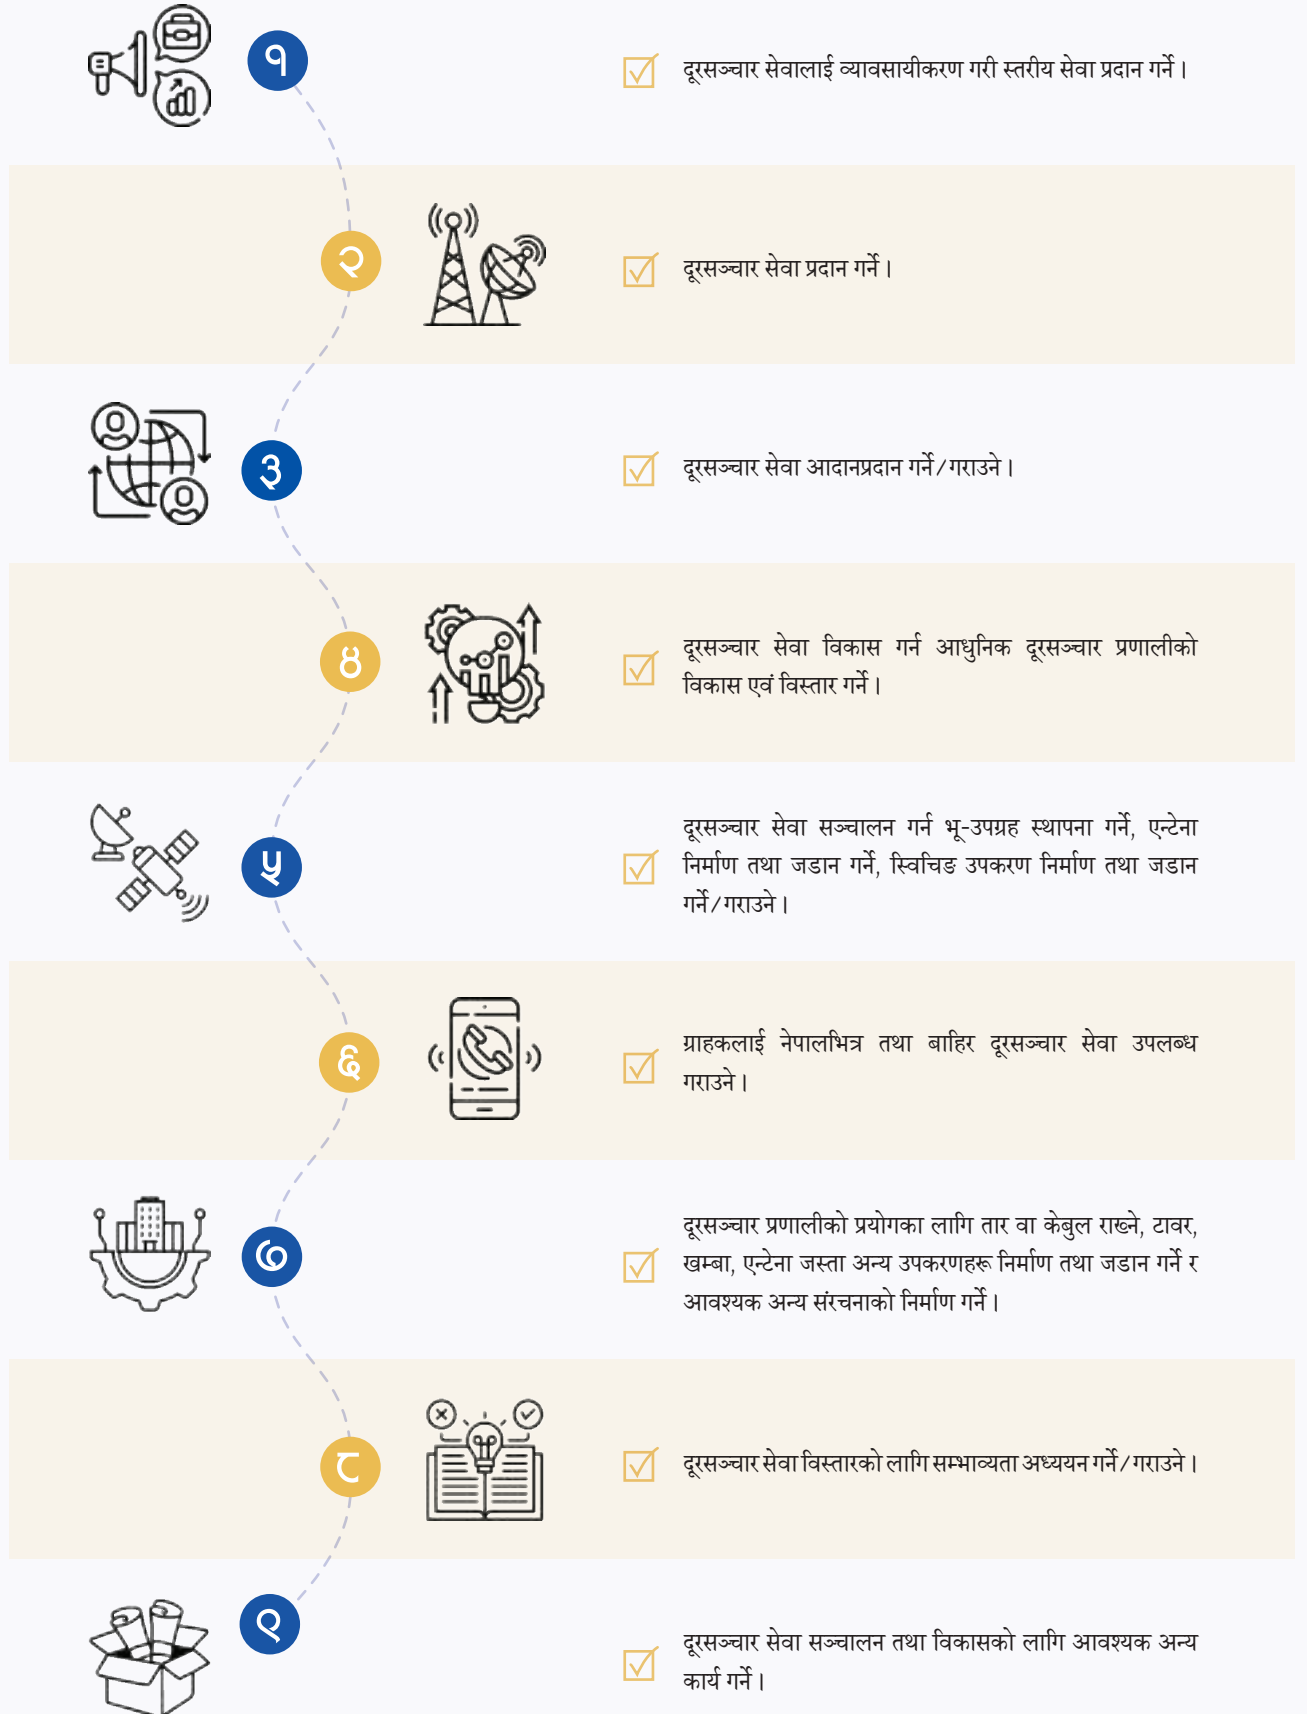 १
दूरसञ्चार सेवालाई व्यावसायीकरण गरी स्तरीय सेवा प्रदान गर्ने।
२
दूरसञ्चार सेवा प्रदान गर्ने।
३
दूरसञ्चार सेवा आदानप्रदान गर्ने/गराउने।
४
दूरसञ्चार सेवा विकास गर्न आधुनिक दूरसञ्चार प्रणालीको
विकास एवं विस्तार गर्ने।
५
दूरसञ्चार सेवा सञ्चालन गर्न भू-उपग्रह स्थापना गर्ने, एन्टेना
निर्माण तथा जडान गर्ने, स्विचिङ उपकरण निर्माण तथा जडान
गर्ने/गराउने।
६
ग्राहकलाई नेपालभित्र तथा बाहिर दूरसञ्चार सेवा उपलब्ध
गराउने।
७
दूरसञ्चार प्रणालीको प्रयोगका लागि तार वा केबुल राख्ने, टावर,
खम्बा, एन्टेना जस्ता अन्य उपकरणहरू निर्माण तथा जडान गर्ने र
आवश्यक अन्य संरचनाको निर्माण गर्ने।
८
दूरसञ्चार सेवा विस्तारको लागि सम्भाव्यता अध्ययन गर्ने/गराउने।
९
दूरसञ्चार सेवा सञ्चालन तथा विकासको लागि आवश्यक अन्य
कार्य गर्ने।